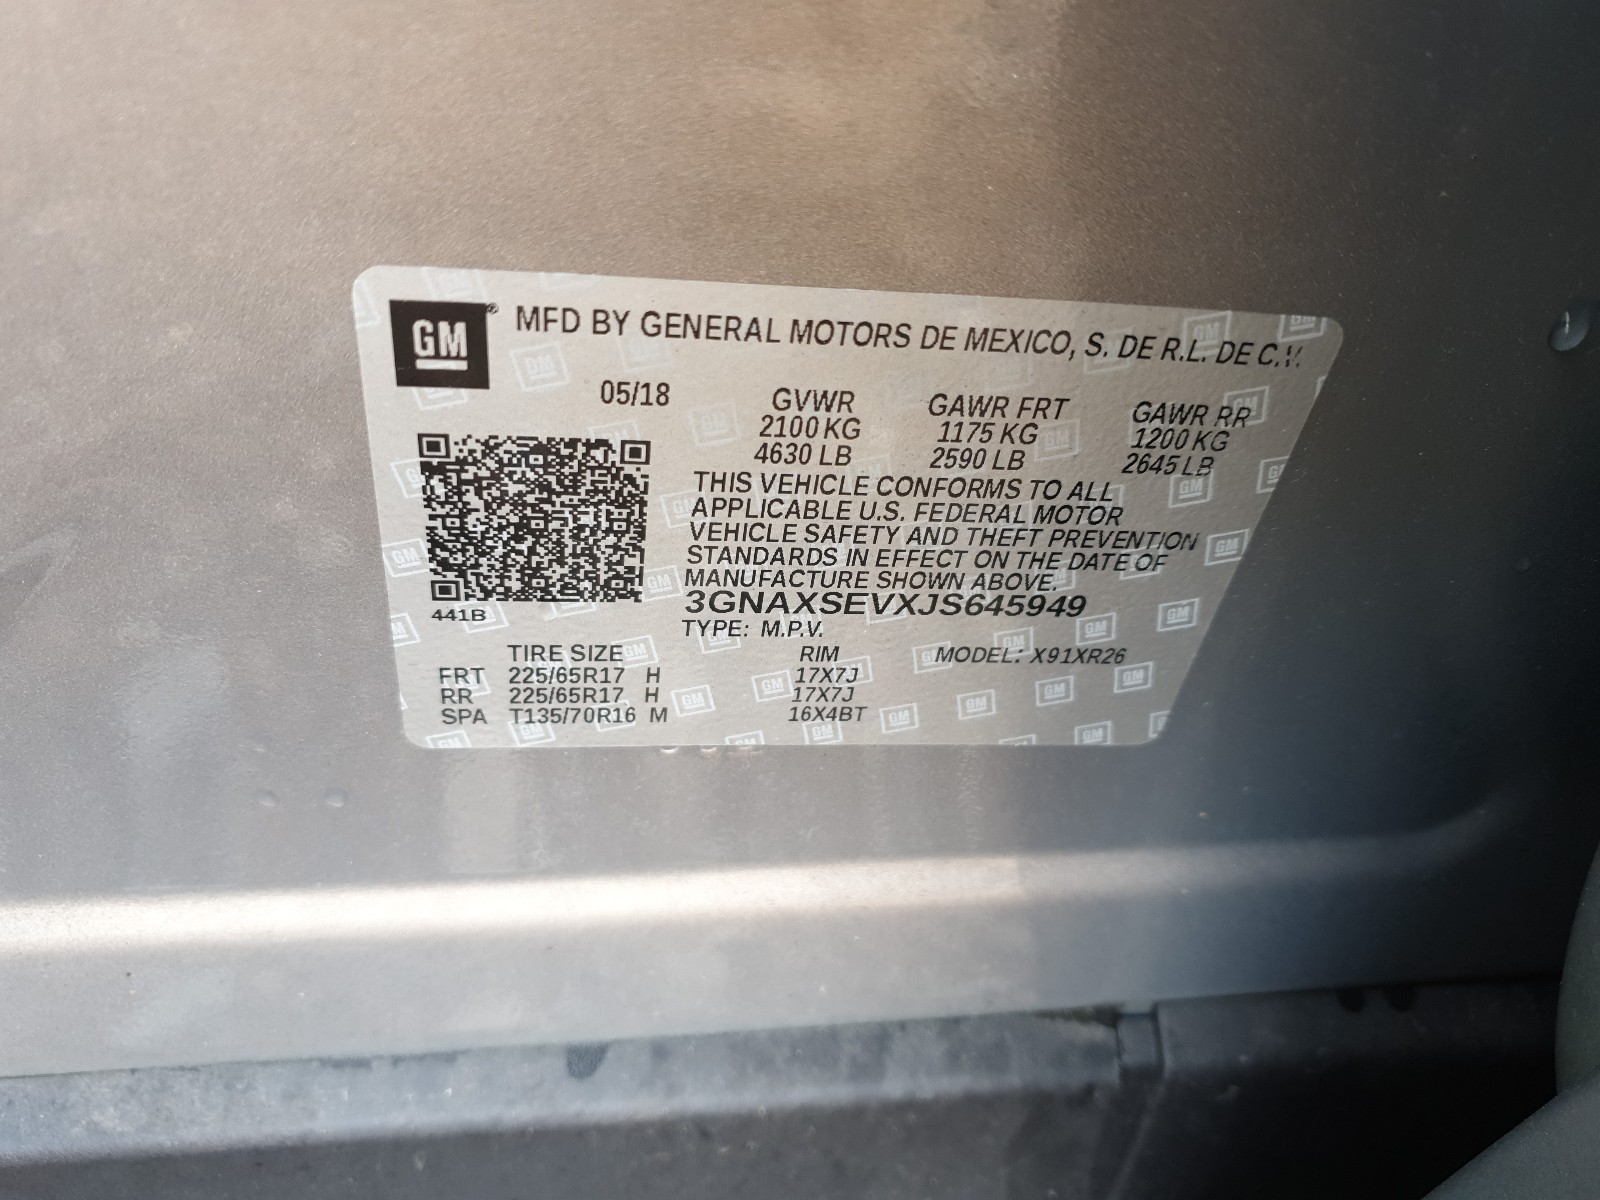 GM® MFD BY GENERAL MOTORS DE MEXICO, S. DE R.L. DE C.V.
05/18 GVWR GAWR FRT GAWR RR
2100 KG 1175 KG 1200 KG
4630 LB 2590 LB 2645 LB
THIS VEHICLE CONFORMS TO ALL
APPLICABLE U.S. FEDERAL MOTOR
VEHICLE SAFETY AND THEFT PREVENTION
STANDARDS IN EFFECT ON THE DATE OF
MANUFACTURE SHOWN ABOVE.
3GNAXSEVXJS645949
441B
TYPE: M.P.V.
TIRE SIZE RIM MODEL: X91XR26
FRT 225/65R17 H 17X7J
RR 225/65R17 H 17X7J
SPA T135/70R16 M 16X4BT